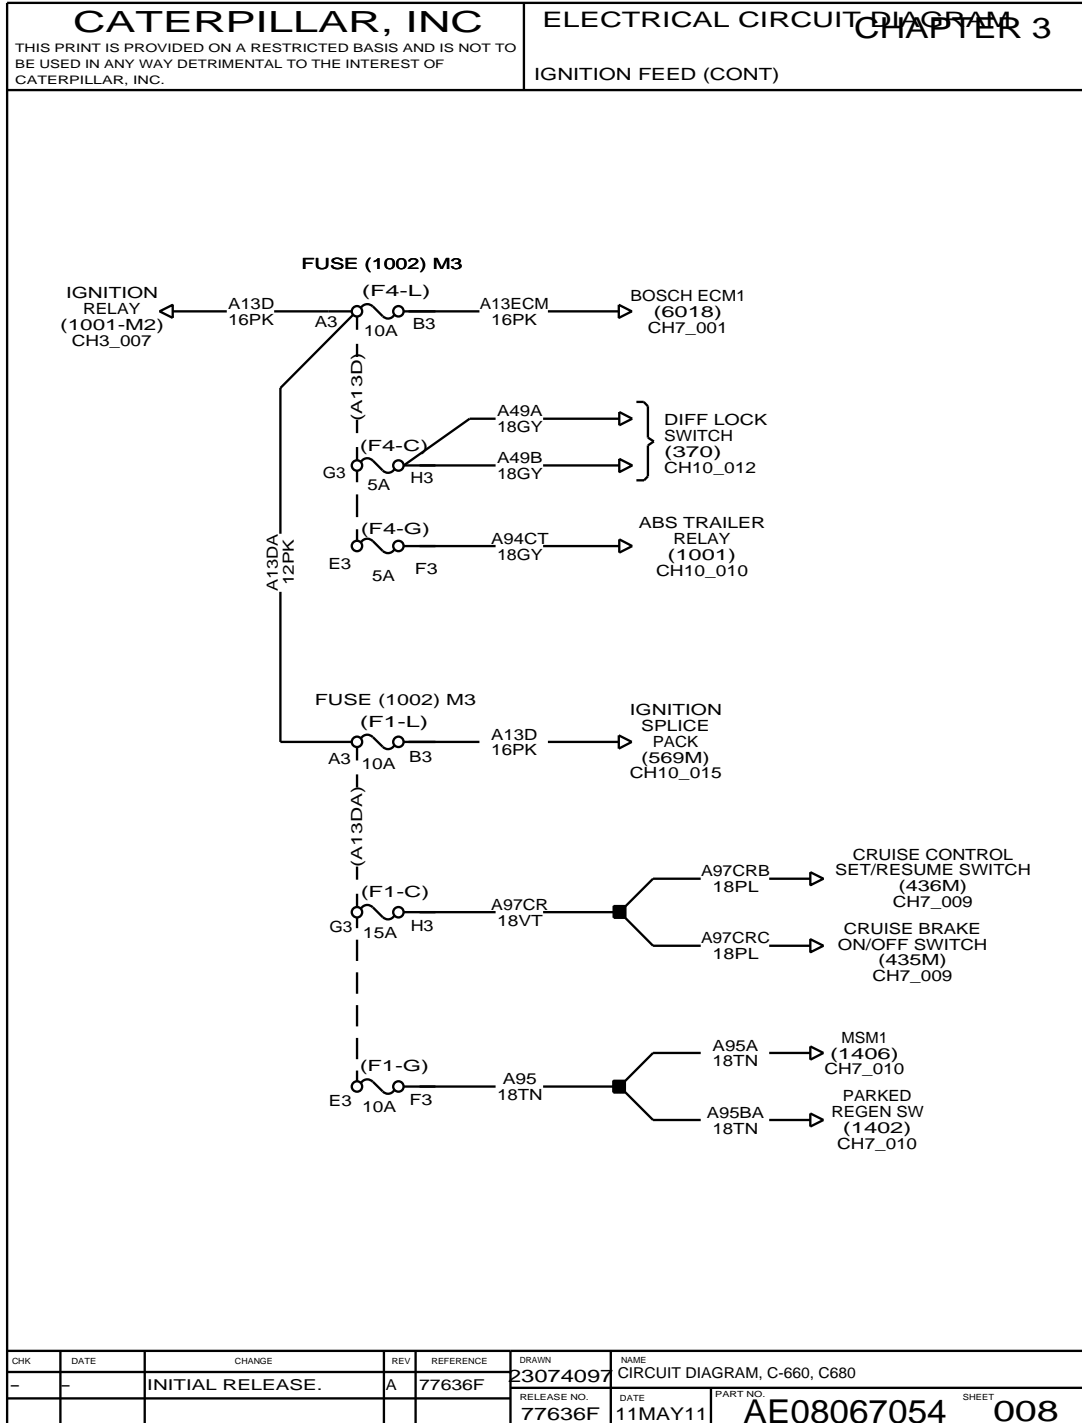 CATERPILLAR, INC
THIS PRINT IS PROVIDED ON A RESTRICTED BASIS AND IS NOT TO
BE USED IN ANY WAY DETRIMENTAL TO THE INTEREST OF
CATERPILLAR, INC.
ELECTRICAL CIRCUIT DIAGRAM
CHAPTER 3
IGNITION FEED (CONT)
FUSE (1002) M3
(F4-L)
IGNITION
RELAY
(1001-M2)
CH3_007
A13D
16PK
A3
10A
B3
A13ECM
16PK
BOSCH ECM1
(6018)
CH7_001
(A13D)
A49A
18GY
(F4-C)
G3
5A
H3
A49B
18GY
DIFF LOCK
SWITCH
(370)
CH10_012
(F4-G)
E3
5A
F3
A94CT
18GY
ABS TRAILER
RELAY
(1001)
CH10_010
A13DA
12PK
FUSE (1002) M3
(F1-L)
A3
10A
B3
A13D
16PK
IGNITION
SPLICE
PACK
(569M)
CH10_015
(A13DA)
(F1-C)
G3
15A
H3
A97CR
18VT
A97CRB
18PL
CRUISE CONTROL
SET/RESUME SWITCH
(436M)
CH7_009
A97CRC
18PL
CRUISE BRAKE
ON/OFF SWITCH
(435M)
CH7_009
(F1-G)
E3
10A
F3
A95
18TN
A95A
18TN
MSM1
(1406)
CH7_010
A95BA
18TN
PARKED
REGEN SW
(1402)
CH7_010
CHK
DATE
CHANGE
REV
REFERENCE
DRAWN
NAME
–
–
INITIAL RELEASE.
A
77636F
23074097
CIRCUIT DIAGRAM, C-660, C680
RELEASE NO.
77636F
DATE
11MAY11
PART NO.
AE08067054
SHEET
008